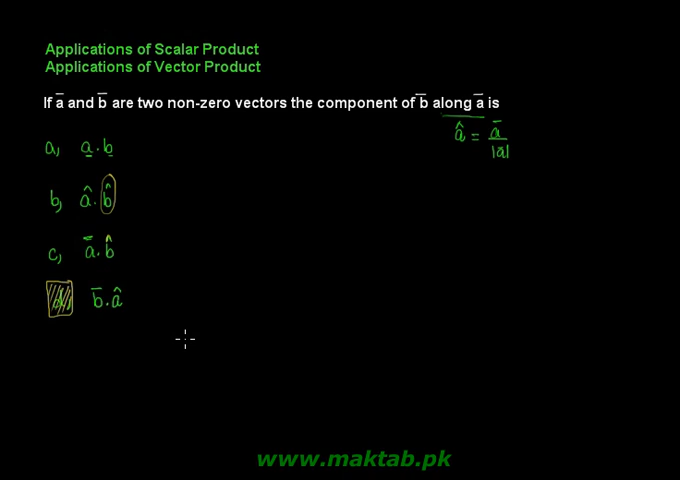 Applications of Scalar Product
Applications of Vector Product
If a̅ and b̅ are two non-zero vectors the component of b̅ along a̅ is
â = a̅ / |a̅|
a, a̲ . b̲
b, â . b̂
c, a̅ . b̂
b̅ . â
www.maktab.pk